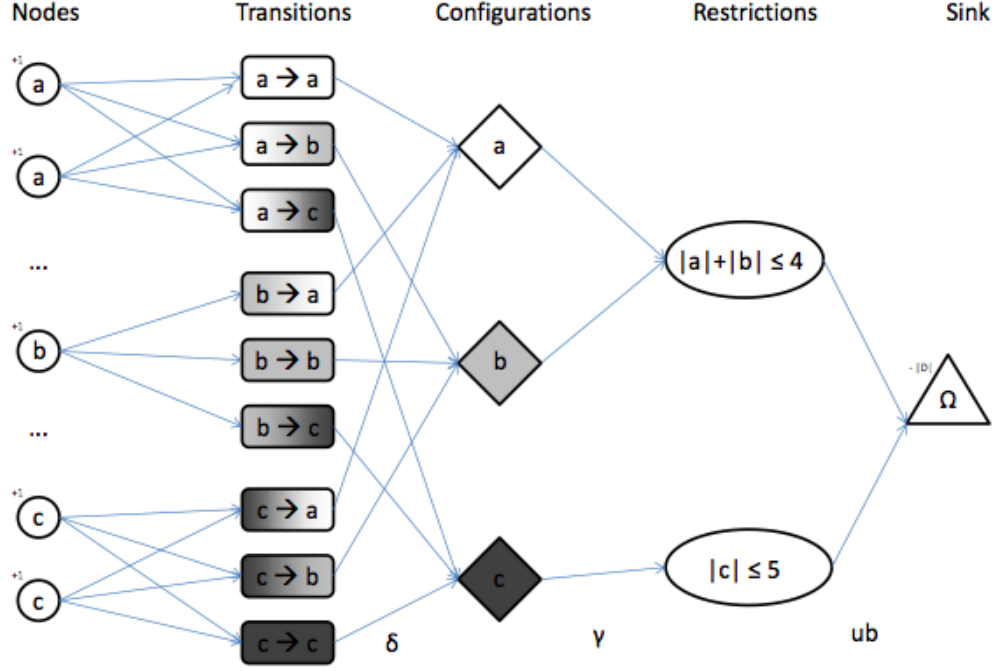 Nodes Transitions Configurations Restrictions Sink
+1
a
+1
a
...
+1
b
...
+1
c
+1
c
a → a
a → b
a → c
b → a
b → b
b → c
c → a
c → b
c → c
δ
a
b
c
γ
|a|+|b| ≤ 4
|c| ≤ 5
ub
- |D|
Ω